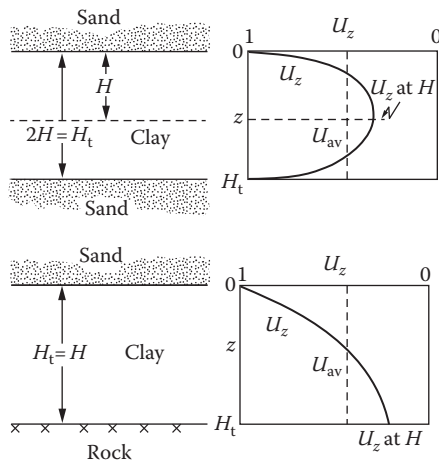 Sand
H
2H = H_t
Clay
Sand
U_z
1
0
0
U_z
U_z at H
z
U_av
H_t
Sand
H_t = H
Clay
Rock
U_z
1
0
0
U_z
z
U_av
H_t
U_z at H